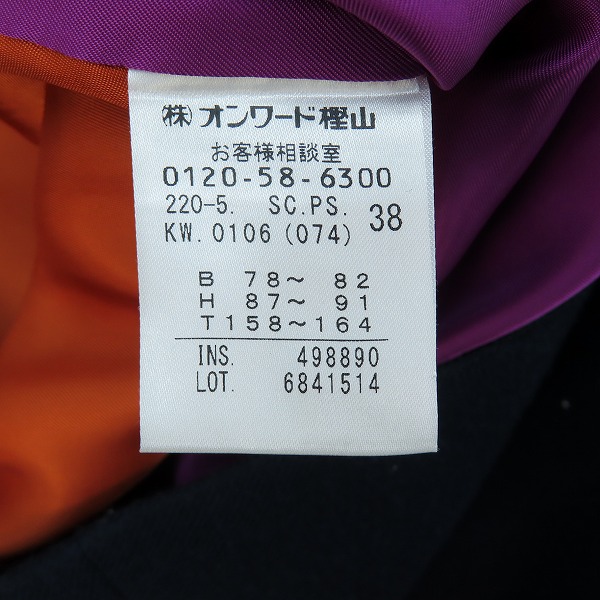 ㈱オンワード樫山
お客様相談室
0120-58-6300
220-5. SC.PS. 38
KW.0106(074)
B 78～ 82
H 87～ 91
T158～164
INS. 498890
LOT. 6841514